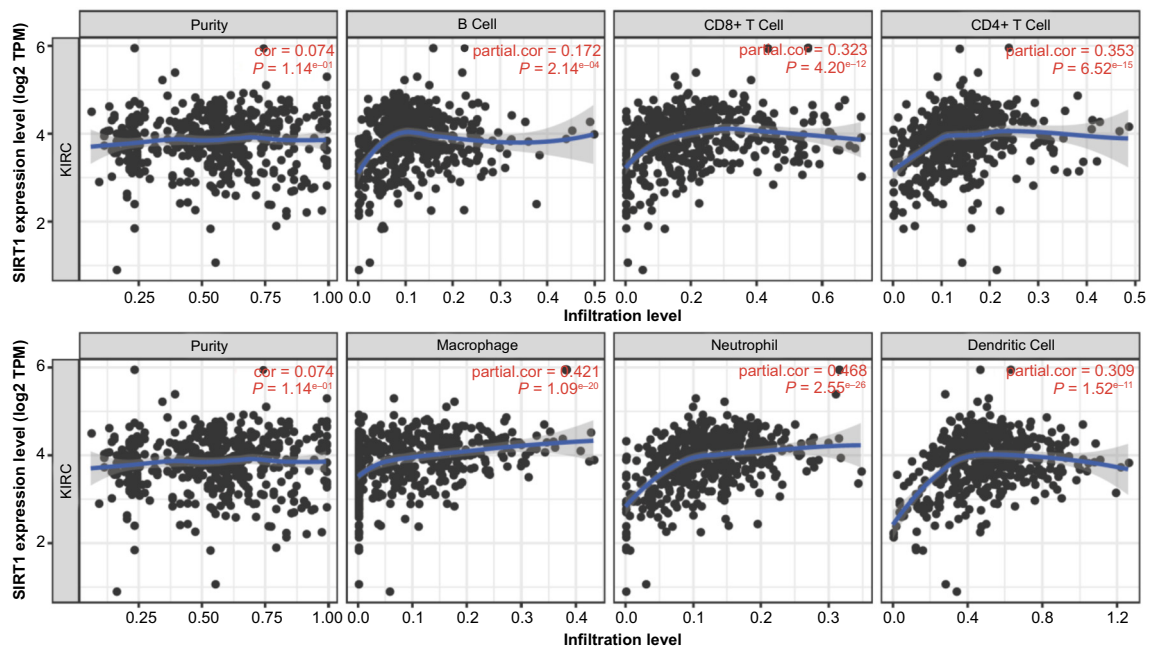 Purity
B Cell
CD8+ T Cell
CD4+ T Cell
SIRT1 expression level (log2 TPM)
KIRC
6
4
2
cor = 0.074
P = 1.14e−01
partial.cor = 0.172
P = 2.14e−04
partial.cor = 0.323
P = 4.20e−12
partial.cor = 0.353
P = 6.52e−15
0.25 0.50 0.75 1.00
0.0 0.1 0.2 0.3 0.4 0.5
0.0 0.2 0.4 0.6
0.0 0.1 0.2 0.3 0.4 0.5
Infiltration level
Purity
Macrophage
Neutrophil
Dendritic Cell
SIRT1 expression level (log2 TPM)
KIRC
6
4
2
cor = 0.074
P = 1.14e−01
partial.cor = 0.421
P = 1.09e−20
partial.cor = 0.468
P = 2.55e−26
partial.cor = 0.309
P = 1.52e−11
0.25 0.50 0.75 1.00
0.0 0.1 0.2 0.3 0.4
0.0 0.1 0.2 0.3
0.0 0.4 0.8 1.2
Infiltration level